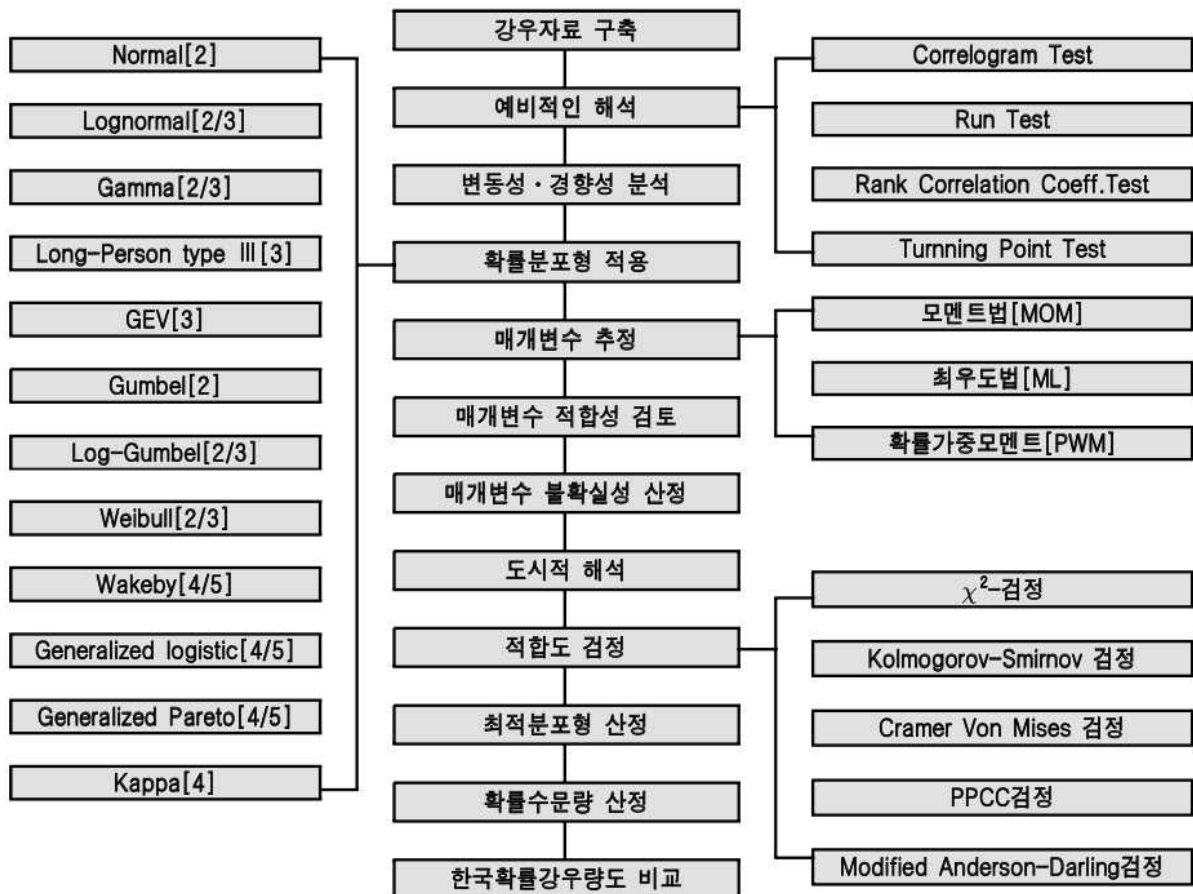 강우자료 구축
예비적인 해석
변동성·경향성 분석
확률분포형 적용
매개변수 추정
매개변수 적합성 검토
매개변수 불확실성 산정
도시적 해석
적합도 검정
최적분포형 산정
확률수문량 산정
한국확률강우량도 비교
Normal[2]
Lognormal[2/3]
Gamma[2/3]
Long-Person type Ⅲ[3]
GEV[3]
Gumbel[2]
Log-Gumbel[2/3]
Weibull[2/3]
Wakeby[4/5]
Generalized logistic[4/5]
Generalized Pareto[4/5]
Kappa[4]
Correlogram Test
Run Test
Rank Correlation Coeff.Test
Turnning Point Test
모멘트법[MOM]
최우도법[ML]
확률가중모멘트[PWM]
χ²-검정
Kolmogorov-Smirnov 검정
Cramer Von Mises 검정
PPCC검정
Modified Anderson-Darling검정